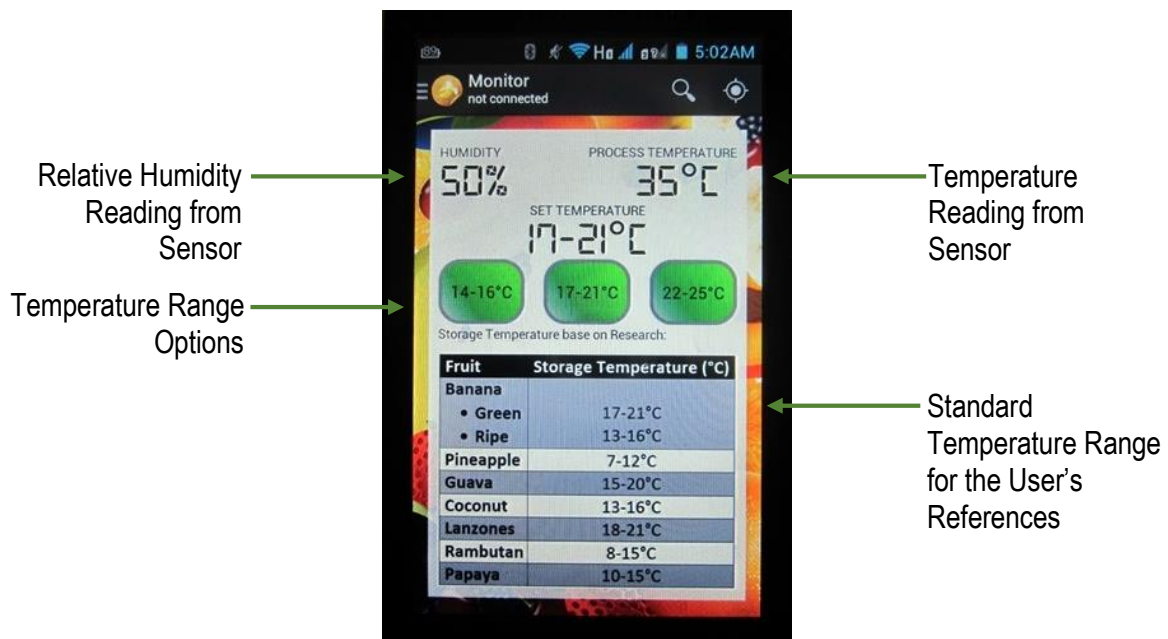 89
5:02AM
Monitor
not connected
HUMIDITY PROCESS TEMPERATURE
50% 35°C
SET TEMPERATURE
17-21°C
14-16°C 17-21°C 22-25°C
Storage Temperature base on Research:
Fruit Storage Temperature (°C)
Banana
• Green 17-21°C
• Ripe 13-16°C
Pineapple 7-12°C
Guava 15-20°C
Coconut 13-16°C
Lanzones 18-21°C
Rambutan 8-15°C
Papaya 10-15°C
Relative Humidity
Reading from
Sensor
Temperature Range
Options
Temperature
Reading from
Sensor
Standard
Temperature Range
for the User's
References